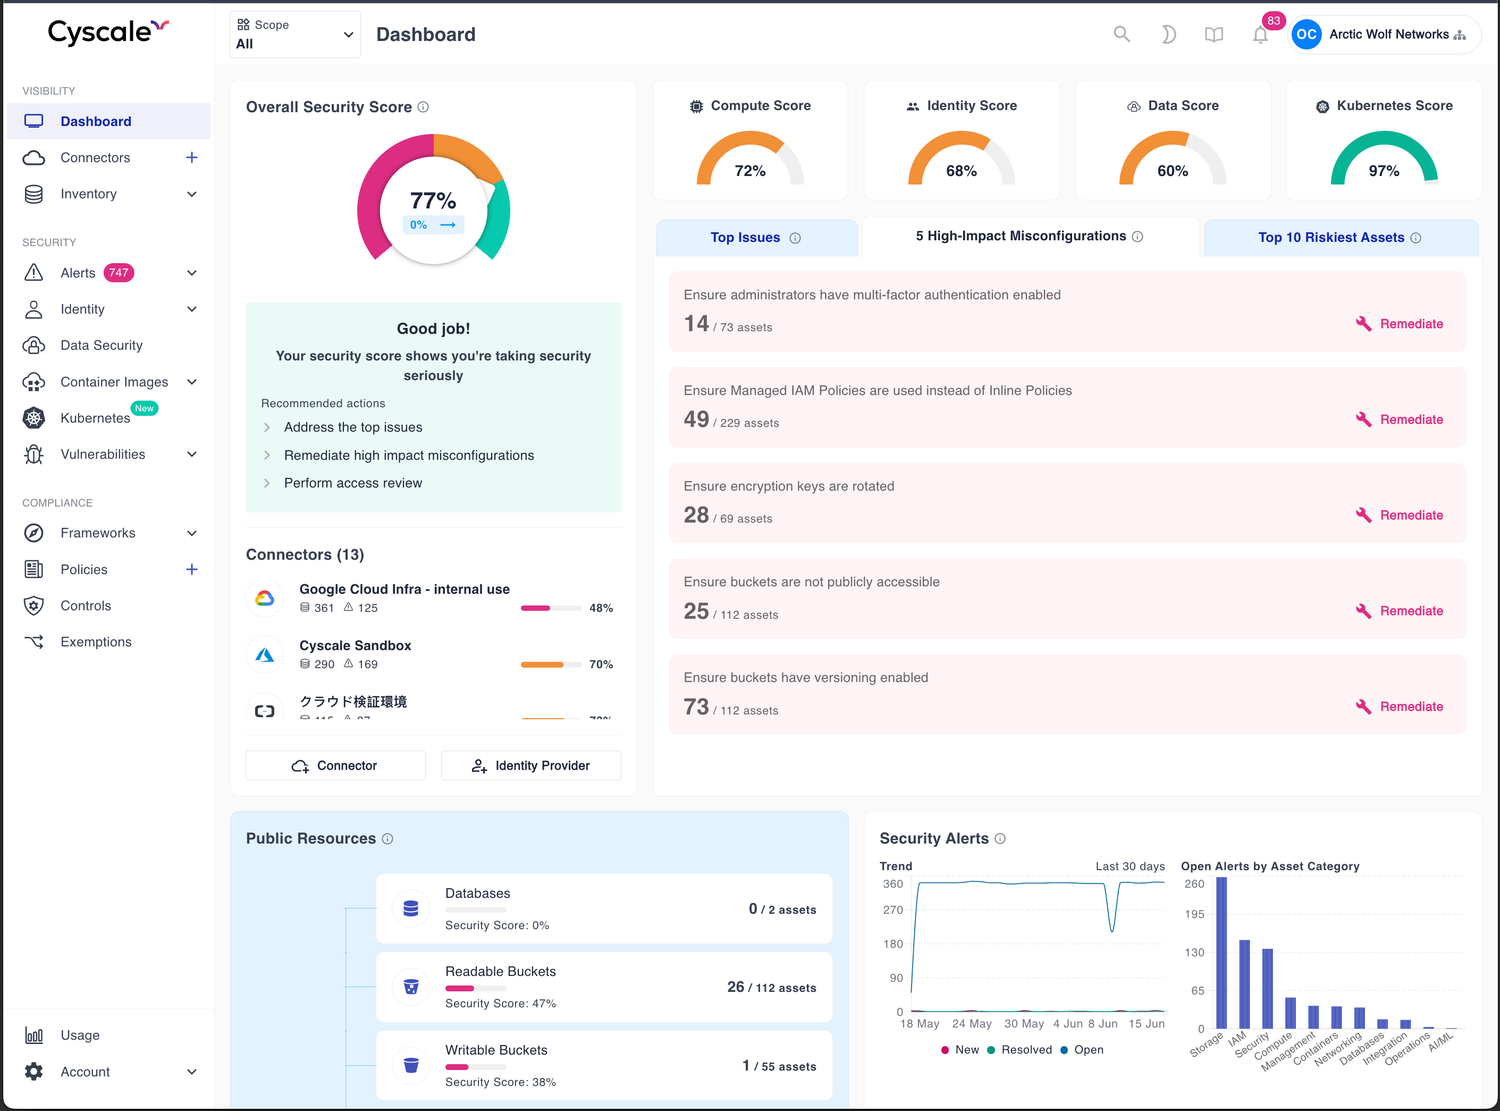 Cyscale
VISIBILITY
Dashboard
Connectors +
Inventory
SECURITY
Alerts 747
Identity
Data Security
Container Images
Kubernetes New
Vulnerabilities
COMPLIANCE
Frameworks
Policies +
Controls
Exemptions
Usage
Account
Scope
All
Dashboard
83
OC Arctic Wolf Networks
Overall Security Score
77%
0% →
Good job!
Your security score shows you're taking security
seriously
Recommended actions
Address the top issues
Remediate high impact misconfigurations
Perform access review
Connectors (13)
Google Cloud Infra - internal use
361 125 48%
Cyscale Sandbox
290 169 70%
クラウド検証環境
Connector
Identity Provider
Compute Score
72%
Identity Score
68%
Data Score
60%
Kubernetes Score
97%
Top Issues
5 High-Impact Misconfigurations
Top 10 Riskiest Assets
Ensure administrators have multi-factor authentication enabled
14 / 73 assets
Remediate
Ensure Managed IAM Policies are used instead of Inline Policies
49 / 229 assets
Remediate
Ensure encryption keys are rotated
28 / 69 assets
Remediate
Ensure buckets are not publicly accessible
25 / 112 assets
Remediate
Ensure buckets have versioning enabled
73 / 112 assets
Remediate
Public Resources
Databases
Security Score: 0%
0 / 2 assets
Readable Buckets
Security Score: 47%
26 / 112 assets
Writable Buckets
Security Score: 38%
1 / 55 assets
Security Alerts
Trend
Last 30 days
360
270
180
90
0
18 May 24 May 30 May 4 Jun 8 Jun 15 Jun
New Resolved Open
Open Alerts by Asset Category
260
195
130
65
0
Storage
IAM
Security
Compute
Management
Containers
Networking
Databases
Integration
Operations
AI/ML